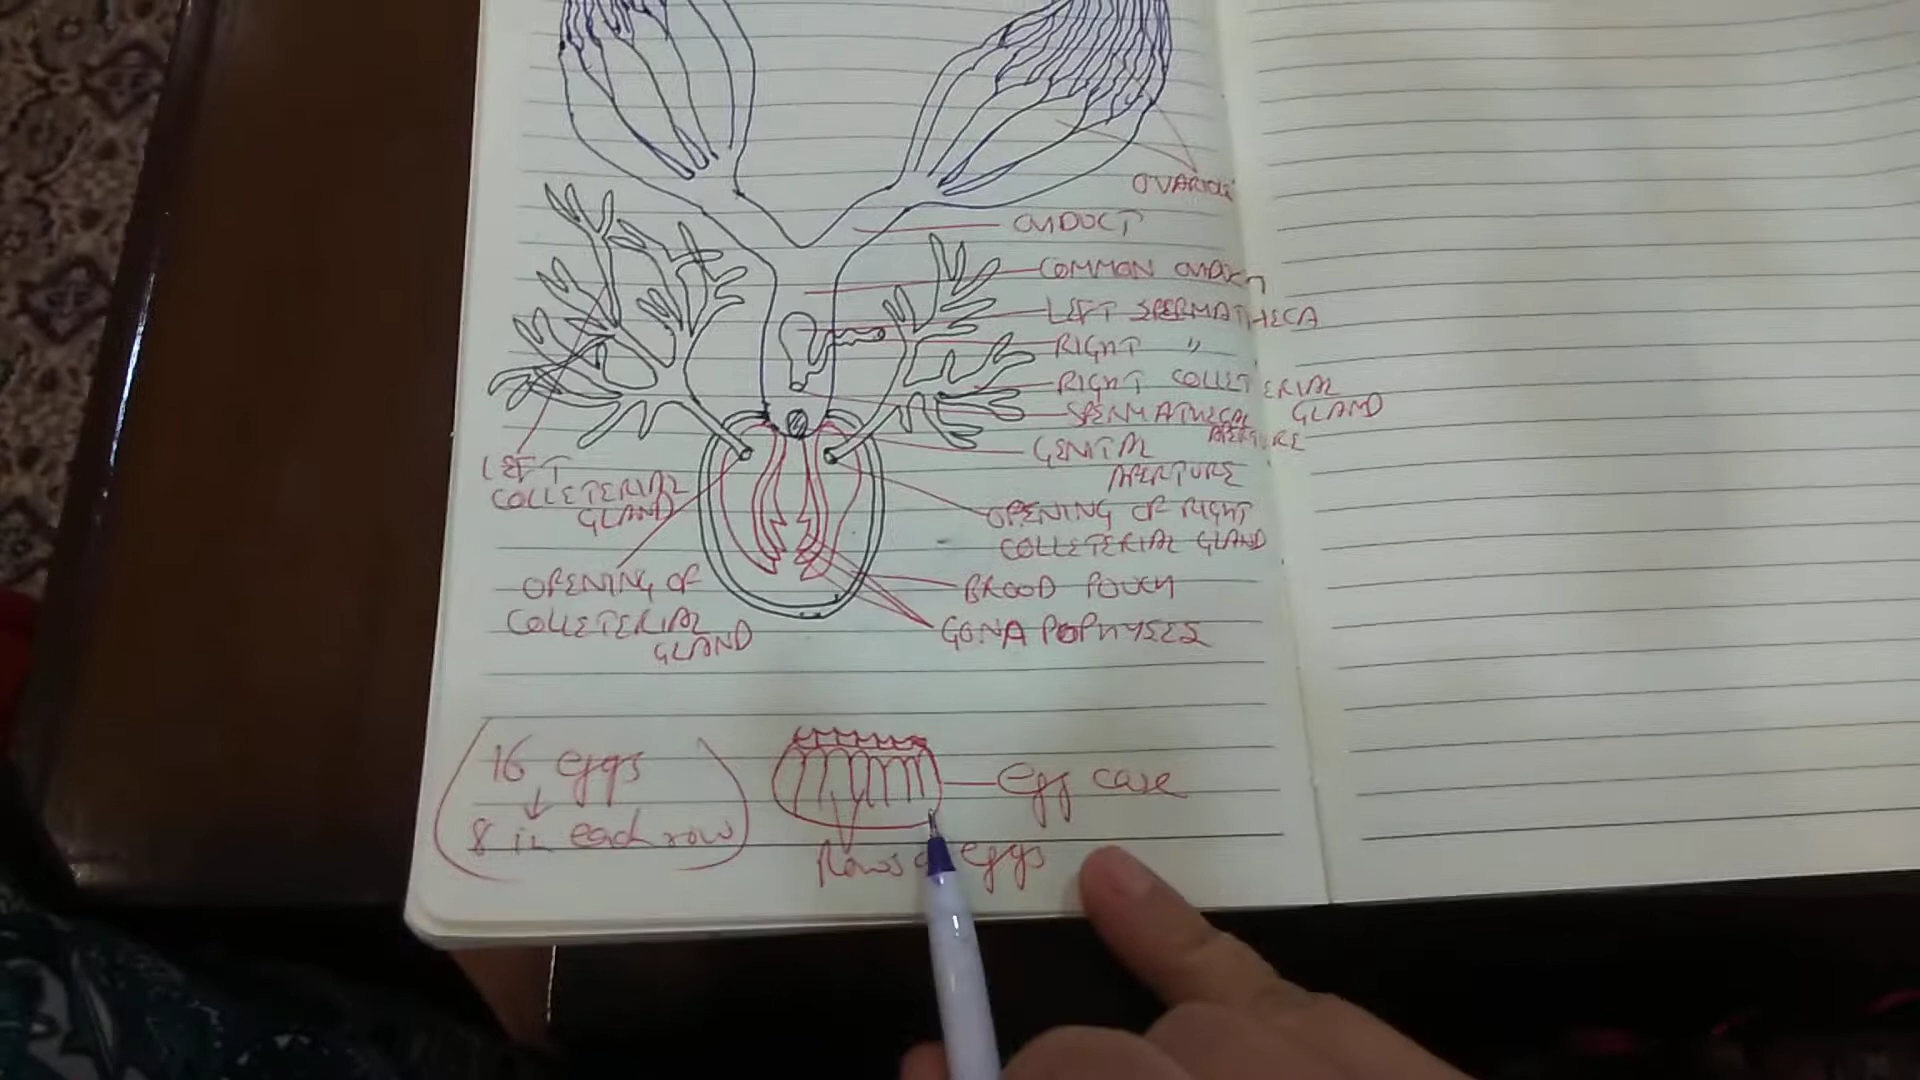 OVARIOLE
OVIDUCT
COMMON OVIDUCT
LEFT SPERMATHECA
RIGHT "
RIGHT COLLETERIAL
GLAND
SPERMATHECAL
APERTURE
GENITAL
APERTURE
LEFT
COLLETERIAL
GLAND
OPENING OF RIGHT
COLLETERIAL GLAND
OPENING OF
COLLETERIAL
GLAND
BROOD POUCH
GONAPOPHYSES
16 eggs
8 in each row
egg case
Rows eggs